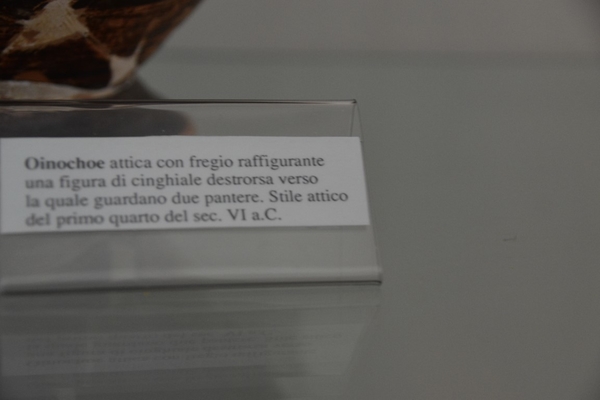 Oinochoe attica con fregio raffigurante
una figura di cinghiale destrorsa verso
la quale guardano due pantere. Stile attico
del primo quarto del sec. VI a.C.